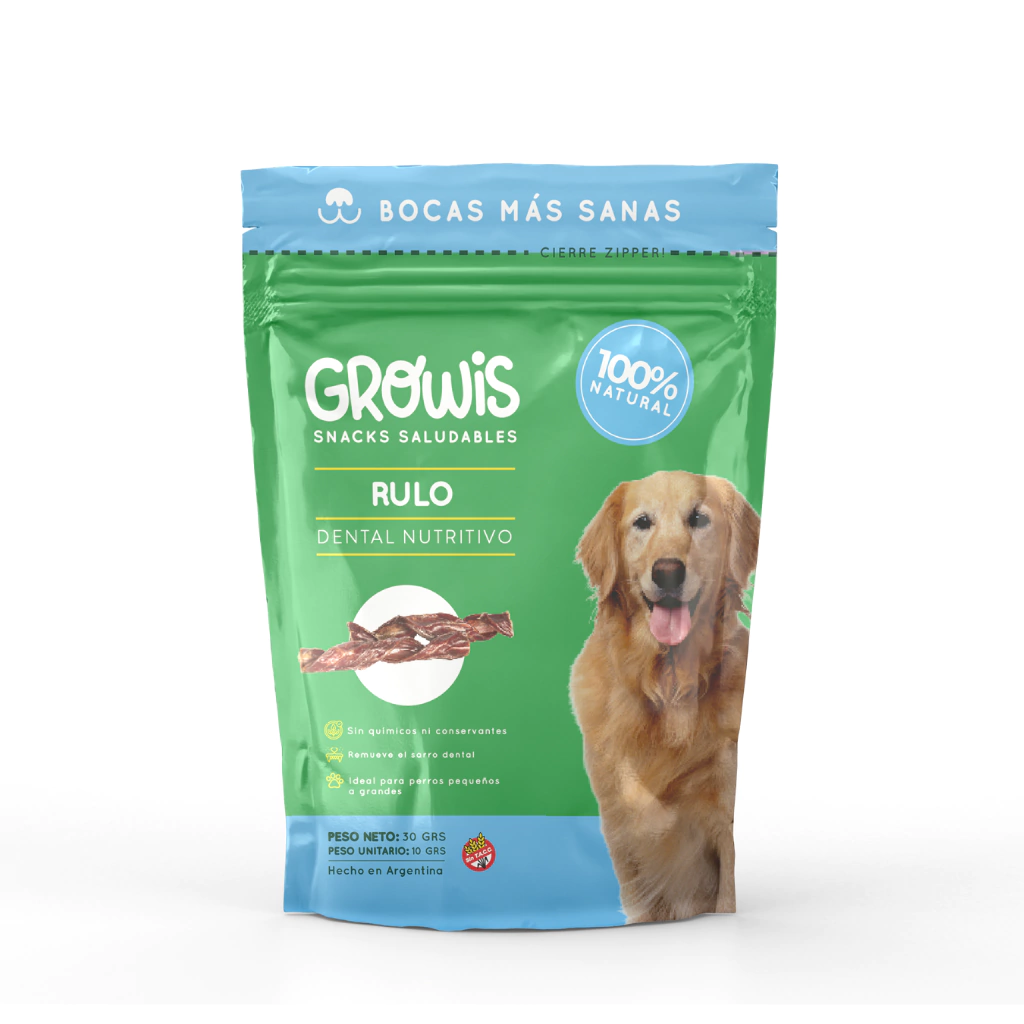 BOCAS MÁS SANAS
CIERRE ZIPPER!
100%
NATURAL
GROWIS
SNACKS SALUDABLES
RULO
DENTAL NUTRITIVO
Sin químicos ni conservantes
Remueve el sarro dental
Ideal para perros pequeños
a grandes
PESO NETO: 30 GRS
PESO UNITARIO: 10 GRS
Hecho en Argentina
Sin T.A.C.C.